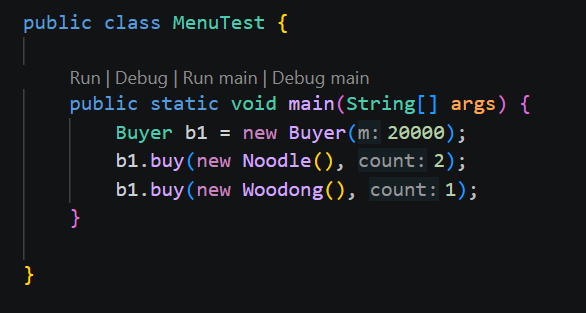 public class MenuTest {
Run | Debug | Run main | Debug main
public static void main(String[] args) {
Buyer b1 = new Buyer(m: 20000);
b1.buy(new Noodle(), count: 2);
b1.buy(new Woodong(), count: 1);
}
}